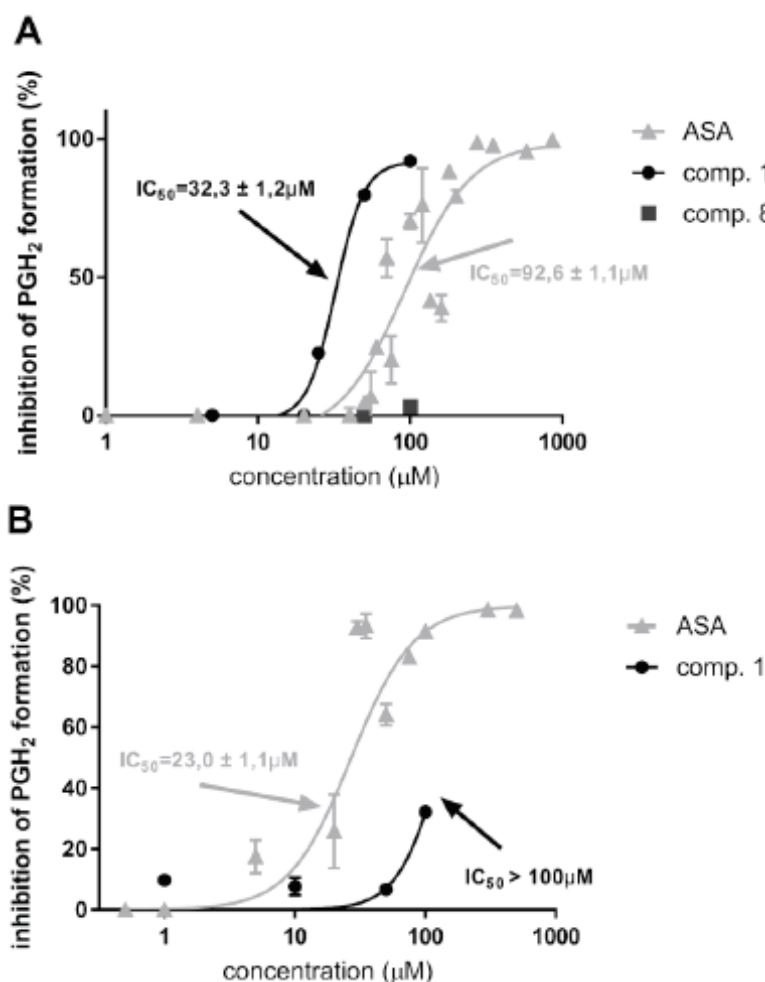 A
inhibition of PGH₂ formation (%)
100
50
0
1
10
100
1000
concentration (μM)
IC₅₀=32,3 ± 1,2μM
IC₅₀=92,6 ± 1,1μM
ASA
comp. 1
comp. 8
B
inhibition of PGH₂ formation (%)
100
80
60
40
20
0
1
10
100
1000
concentration (μM)
IC₅₀=23,0 ± 1,1μM
IC₅₀ > 100μM
ASA
comp. 1